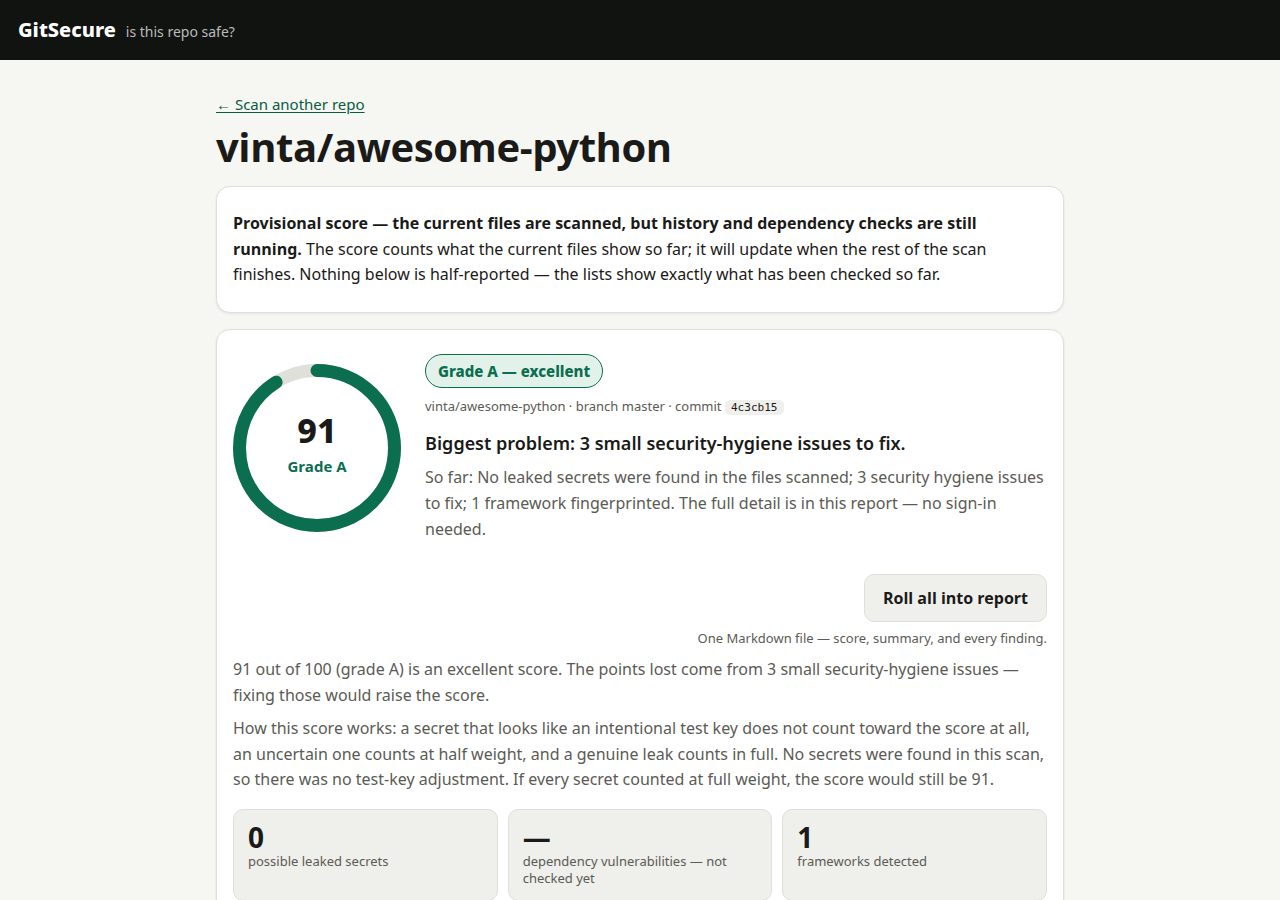 GitSecure is this repo safe?
← Scan another repo
vinta/awesome-python
Provisional score — the current files are scanned, but history and dependency checks are still
running. The score counts what the current files show so far; it will update when the rest of the scan
finishes. Nothing below is half-reported — the lists show exactly what has been checked so far.
91
Grade A
Grade A — excellent
vinta/awesome-python · branch master · commit 4c3cb15
Biggest problem: 3 small security-hygiene issues to fix.
So far: No leaked secrets were found in the files scanned; 3 security hygiene issues
to fix; 1 framework fingerprinted. The full detail is in this report — no sign-in
needed.
Roll all into report
One Markdown file — score, summary, and every finding.
91 out of 100 (grade A) is an excellent score. The points lost come from 3 small security-hygiene issues —
fixing those would raise the score.
How this score works: a secret that looks like an intentional test key does not count toward the score at all,
an uncertain one counts at half weight, and a genuine leak counts in full. No secrets were found in this scan,
so there was no test-key adjustment. If every secret counted at full weight, the score would still be 91.
0
possible leaked secrets
—
dependency vulnerabilities — not
checked yet
1
frameworks detected